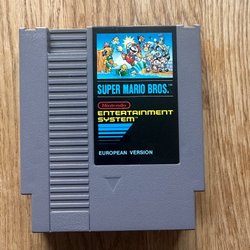 SUPER MARIO BROS.
Nintendo
ENTERTAINMENT
SYSTEM
EUROPEAN VERSION